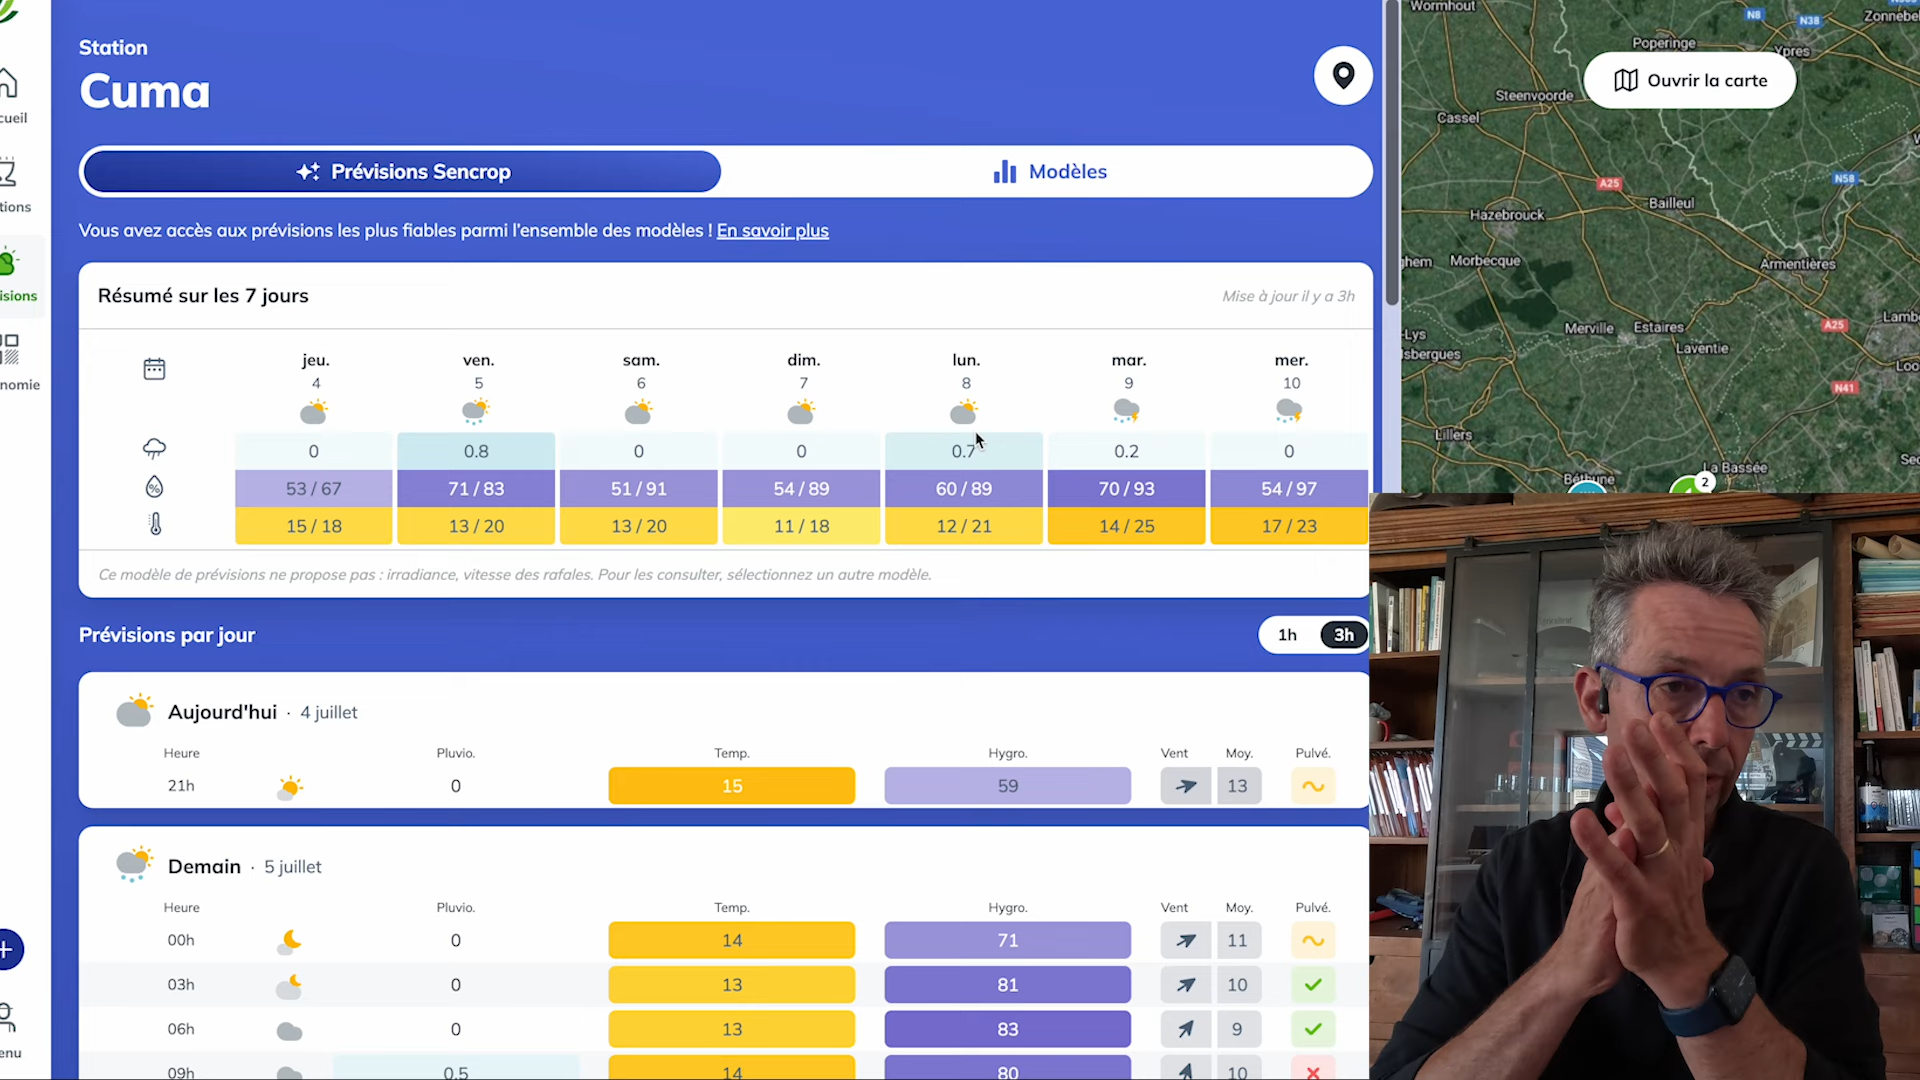 Station
Cuma
Prévisions Sencrop
Modèles
Vous avez accès aux prévisions les plus fiables parmi l'ensemble des modèles ! En savoir plus
Résumé sur les 7 jours
Mise à jour il y a 3h
jeu. ven. sam. dim. lun. mar. mer.
4 5 6 7 8 9 10
0 0.8 0 0 0.7 0.2 0
53 / 67 71 / 83 51 / 91 54 / 89 60 / 89 70 / 93 54 / 97
15 / 18 13 / 20 13 / 20 11 / 18 12 / 21 14 / 25 17 / 23
Ce modèle de prévisions ne propose pas : irradiance, vitesse des rafales. Pour les consulter, sélectionnez un autre modèle.
Prévisions par jour
1h 3h
Aujourd'hui · 4 juillet
Heure Pluvio. Temp. Hygro. Vent Moy. Pulvé.
21h 0 15 59 13
Demain · 5 juillet
Heure Pluvio. Temp. Hygro. Vent Moy. Pulvé.
00h 0 14 71 11
03h 0 13 81 10
06h 0 13 83 9
09h 0.5 14 80 10
cueil
tions
isions
nomie
enu
Ouvrir la carte
Wormhout
N8
N38
Zonnebe
Poperinge
Ypres
Steenvoorde
Cassel
A25
N58
Bailleul
Hazebrouck
ghem
Morbecque
Armentières
Merville
Estaires
A25
Lamb
-Lys
Isbergues
Laventie
Loo
N41
Lillers
La Bassée
Béthune
2